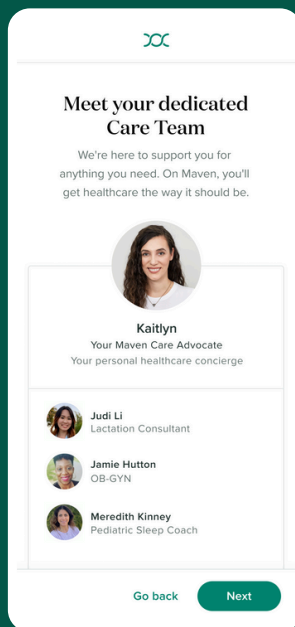 Meet your dedicated
Care Team
We're here to support you for
anything you need. On Maven, you'll
get healthcare the way it should be.
Kaitlyn
Your Maven Care Advocate
Your personal healthcare concierge
Judi Li
Lactation Consultant
Jamie Hutton
OB-GYN
Meredith Kinney
Pediatric Sleep Coach
Go back
Next